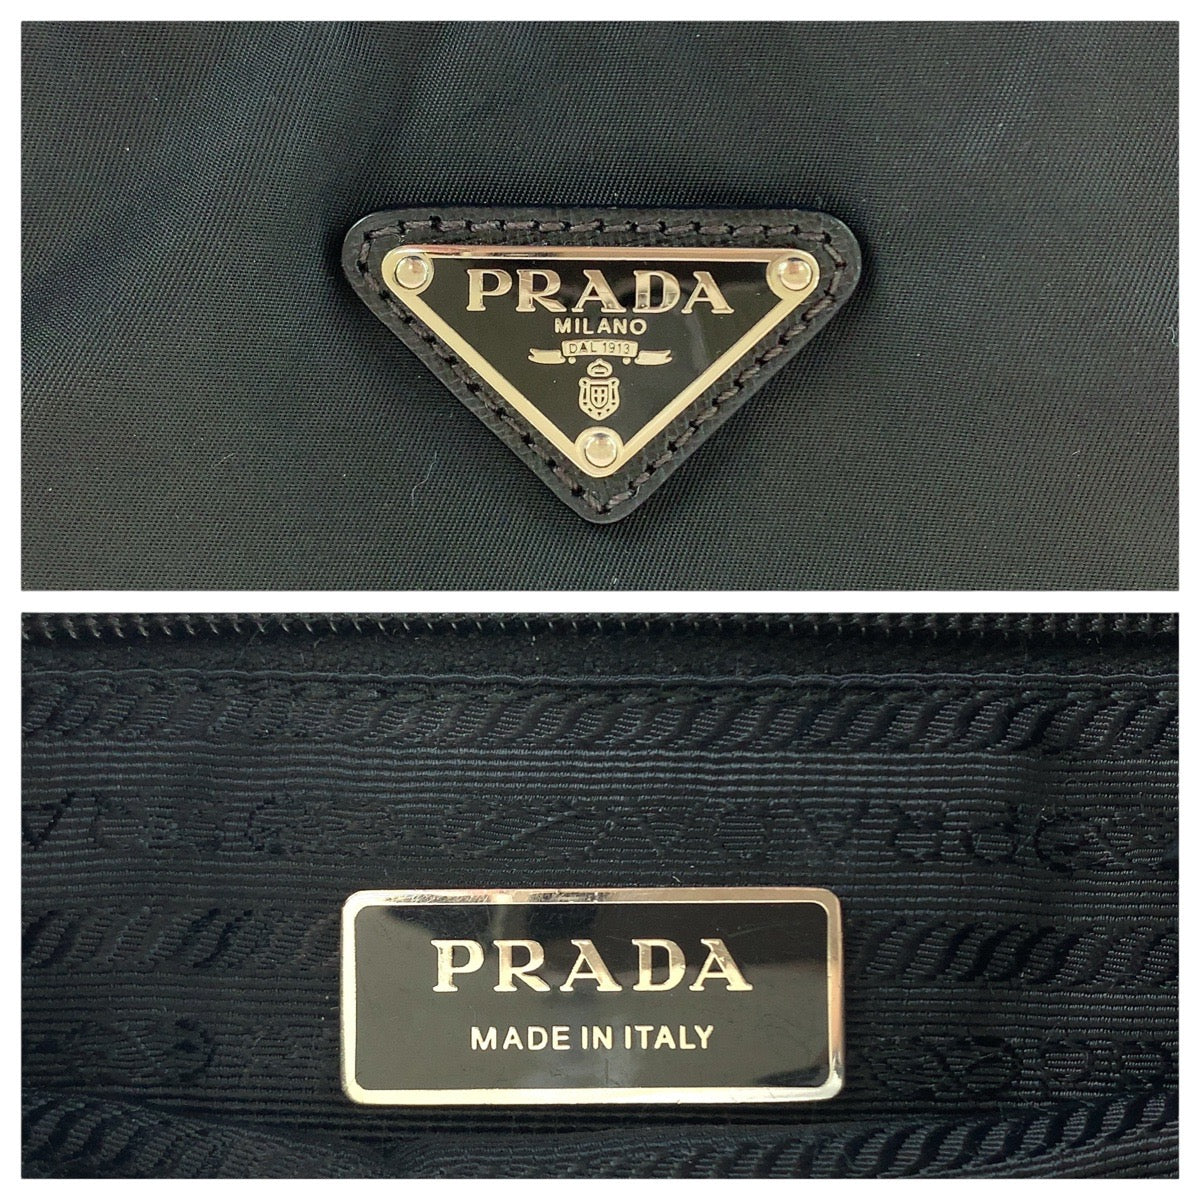 PRADA
MILANO
DAL 1913
PRADA
MADE IN ITALY